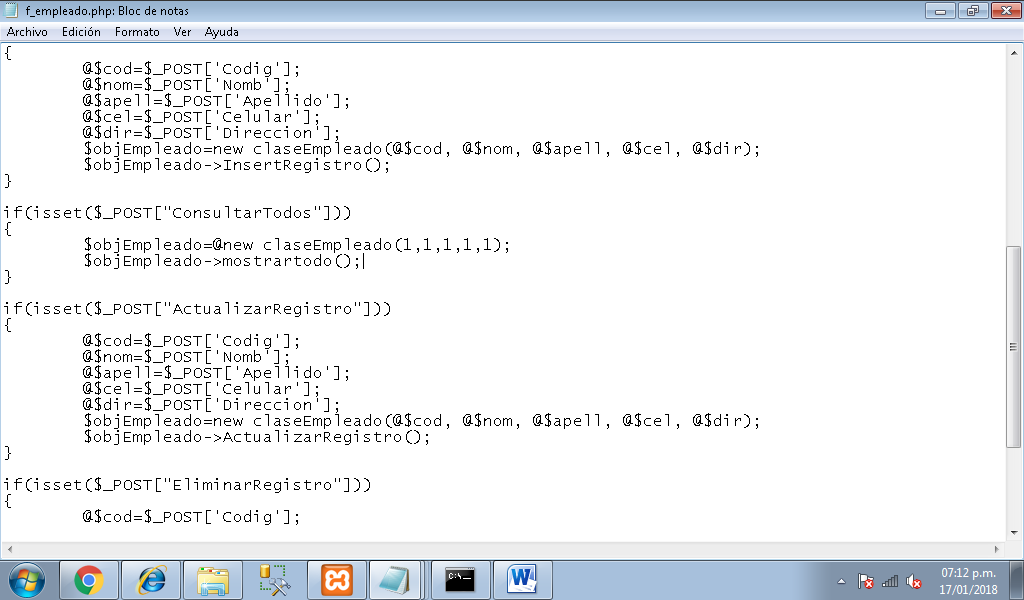 f_empleado.php: Bloc de notas
Archivo Edición Formato Ver Ayuda
{
@$cod=$_POST['Codig'];
@$nom=$_POST['Nomb'];
@$apell=$_POST['Apellido'];
@$cel=$_POST['Celular'];
@$dir=$_POST['Direccion'];
$objEmpleado=new claseEmpleado(@$cod, @$nom, @$apell, @$cel, @$dir);
$objEmpleado->InsertRegistro();
}
if(isset($_POST["ConsultarTodos"]))
{
$objEmpleado=@new claseEmpleado(1,1,1,1,1);
$objEmpleado->mostrartodo();
}
if(isset($_POST["ActualizarRegistro"]))
{
@$cod=$_POST['Codig'];
@$nom=$_POST['Nomb'];
@$apell=$_POST['Apellido'];
@$cel=$_POST['Celular'];
@$dir=$_POST['Direccion'];
$objEmpleado=new claseEmpleado(@$cod, @$nom, @$apell, @$cel, @$dir);
$objEmpleado->ActualizarRegistro();
}
if(isset($_POST["EliminarRegistro"]))
{
@$cod=$_POST['Codig'];
C:\_
W
07:12 p.m.
17/01/2018